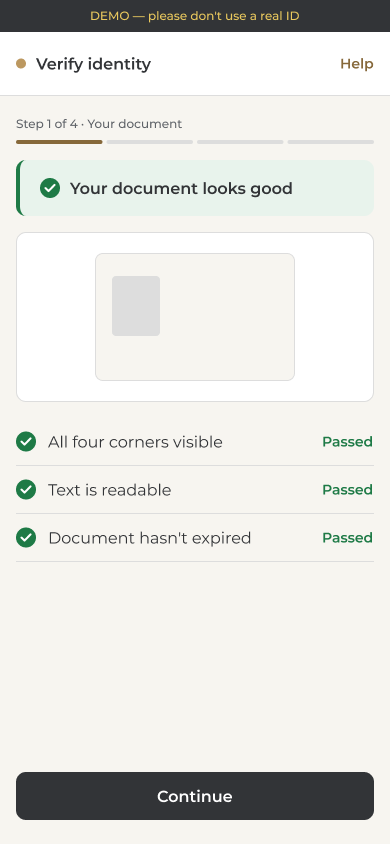 DEMO — please don't use a real ID
Verify identity
Help
Step 1 of 4 · Your document
Your document looks good
All four corners visible
Passed
Text is readable
Passed
Document hasn't expired
Passed
Continue